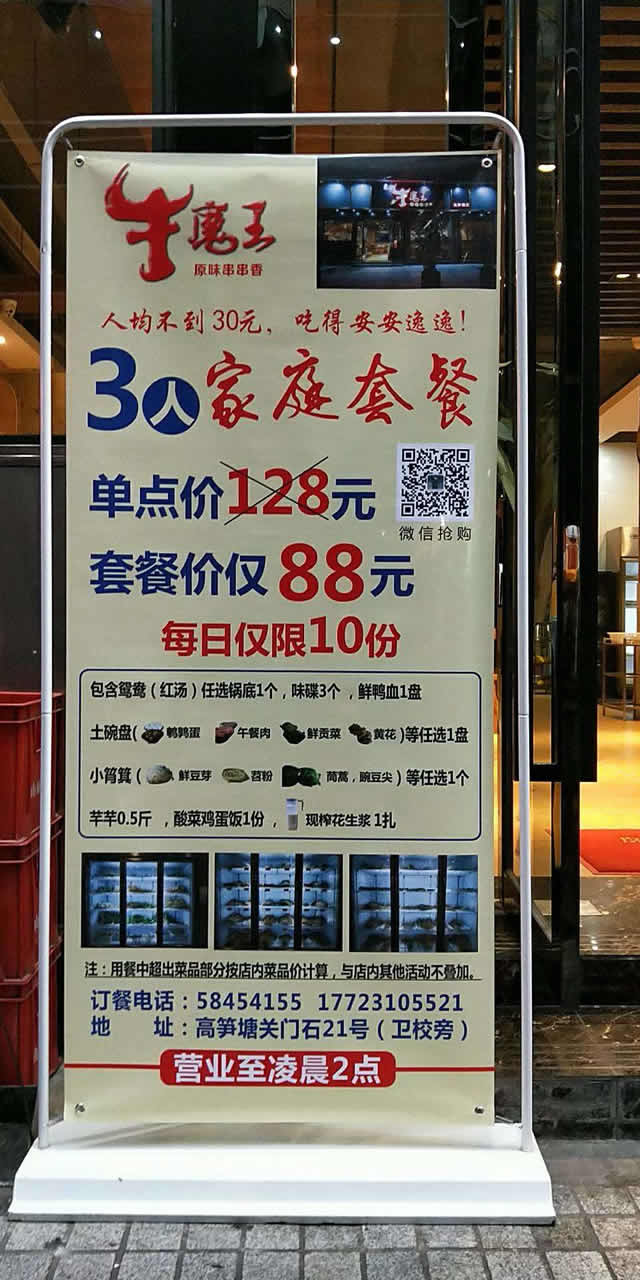 牛魔王
原味串串香
牛魔王
人均不到30元，吃得安安逸逸！
3人家庭套餐
单点价128元
微信抢购
套餐价仅88元
每日仅限10份
包含鸳鸯（红汤）任选锅底1个，味碟3个，鲜鸭血1盘
土碗盘（鹌鹑蛋 午餐肉 鲜贡菜 黄花）等任选1盘
小筲箕（鲜豆芽 苕粉 茼蒿，豌豆尖）等任选1个
芊芊0.5斤，酸菜鸡蛋饭1份，现榨花生浆1扎
注：用餐中超出菜品部分按店内菜品价计算，与店内其他活动不叠加。
订餐电话：58454155 17723105521
地 址：高笋塘关门石21号（卫校旁）
营业至凌晨2点